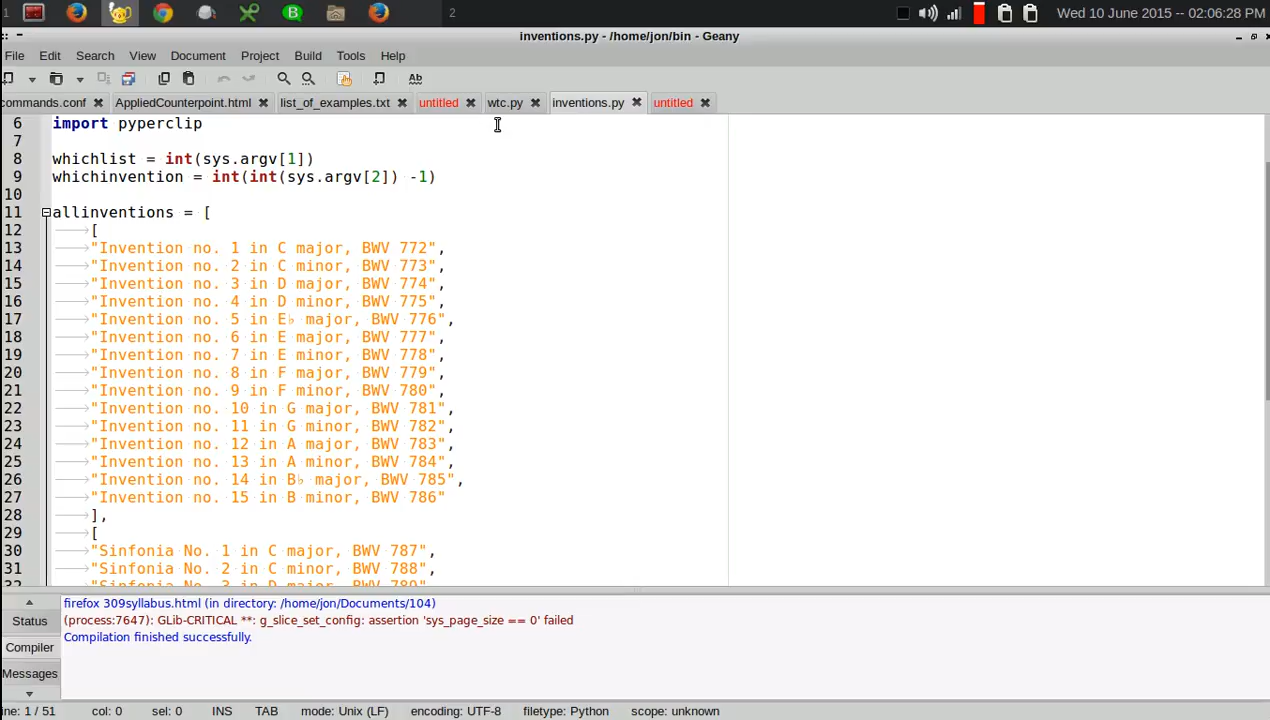 1
2
Wed 10 June 2015 -- 02:06:28 PM
inventions.py - /home/jon/bin - Geany
File Edit Search View Document Project Build Tools Help
commands.conf AppliedCounterpoint.html list_of_examples.txt untitled wtc.py inventions.py untitled
6 import pyperclip
7
8 whichlist = int(sys.argv[1])
9 whichinvention = int(int(sys.argv[2]) -1)
10
11 allinventions = [
12 [
13 "Invention no. 1 in C major, BWV 772",
14 "Invention no. 2 in C minor, BWV 773",
15 "Invention no. 3 in D major, BWV 774",
16 "Invention no. 4 in D minor, BWV 775",
17 "Invention no. 5 in E♭ major, BWV 776",
18 "Invention no. 6 in E major, BWV 777",
19 "Invention no. 7 in E minor, BWV 778",
20 "Invention no. 8 in F major, BWV 779",
21 "Invention no. 9 in F minor, BWV 780",
22 "Invention no. 10 in G major, BWV 781",
23 "Invention no. 11 in G minor, BWV 782",
24 "Invention no. 12 in A major, BWV 783",
25 "Invention no. 13 in A minor, BWV 784",
26 "Invention no. 14 in B♭ major, BWV 785",
27 "Invention no. 15 in B minor, BWV 786"
28 ],
29 [
30 "Sinfonia No. 1 in C major, BWV 787",
31 "Sinfonia No. 2 in C minor, BWV 788",
32 "Sinfonia No. 3 in D major, BWV 789",
Status
Compiler
Messages
firefox 309syllabus.html (in directory: /home/jon/Documents/104)
(process:7647): GLib-CRITICAL **: g_slice_set_config: assertion 'sys_page_size == 0' failed
Compilation finished successfully.
ine: 1 / 51 col: 0 sel: 0 INS TAB mode: Unix (LF) encoding: UTF-8 filetype: Python scope: unknown